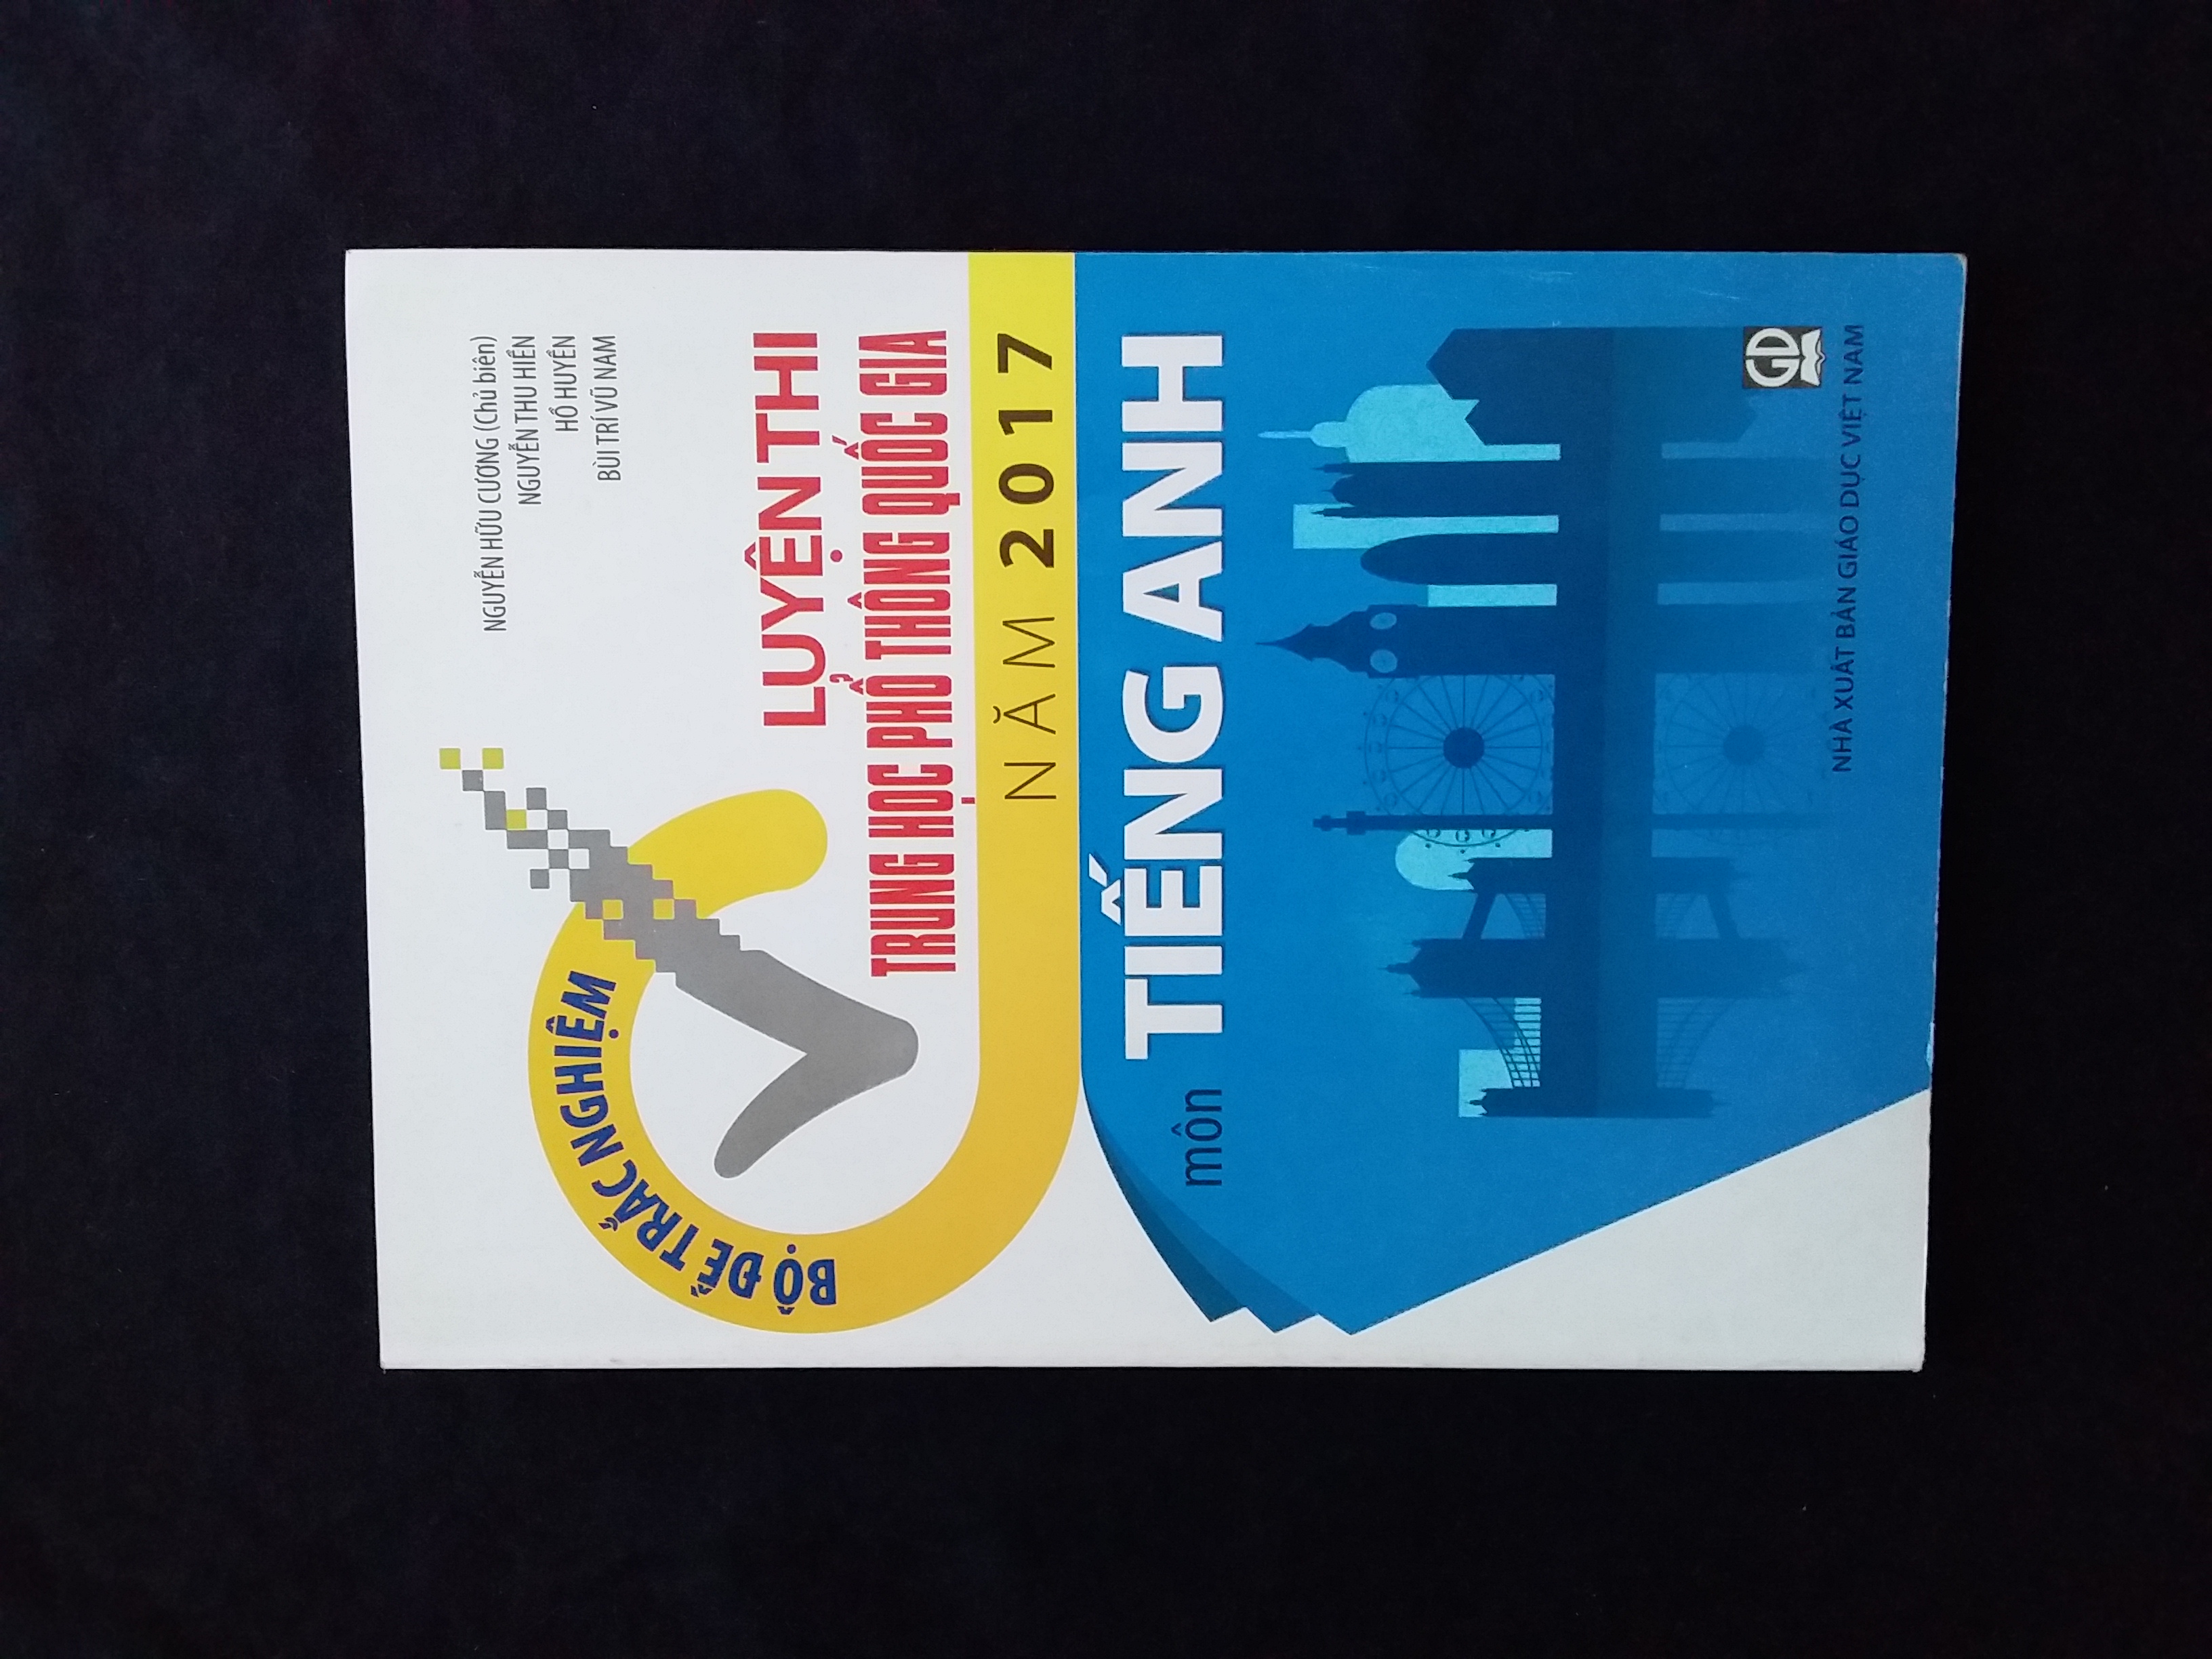 NGUYỄN HỮU CƯƠNG (Chủ biên)
NGUYỄN THU HIỀN
HỒ HUYỀN
BÙI TRÍ VŨ NAM
BỘ ĐỀ TRẮC NGHIỆM
LUYỆN THI
TRUNG HỌC PHỔ THÔNG QUỐC GIA
NĂM 2017
môn TIẾNG ANH
GD
NHÀ XUẤT BẢN GIÁO DỤC VIỆT NAM